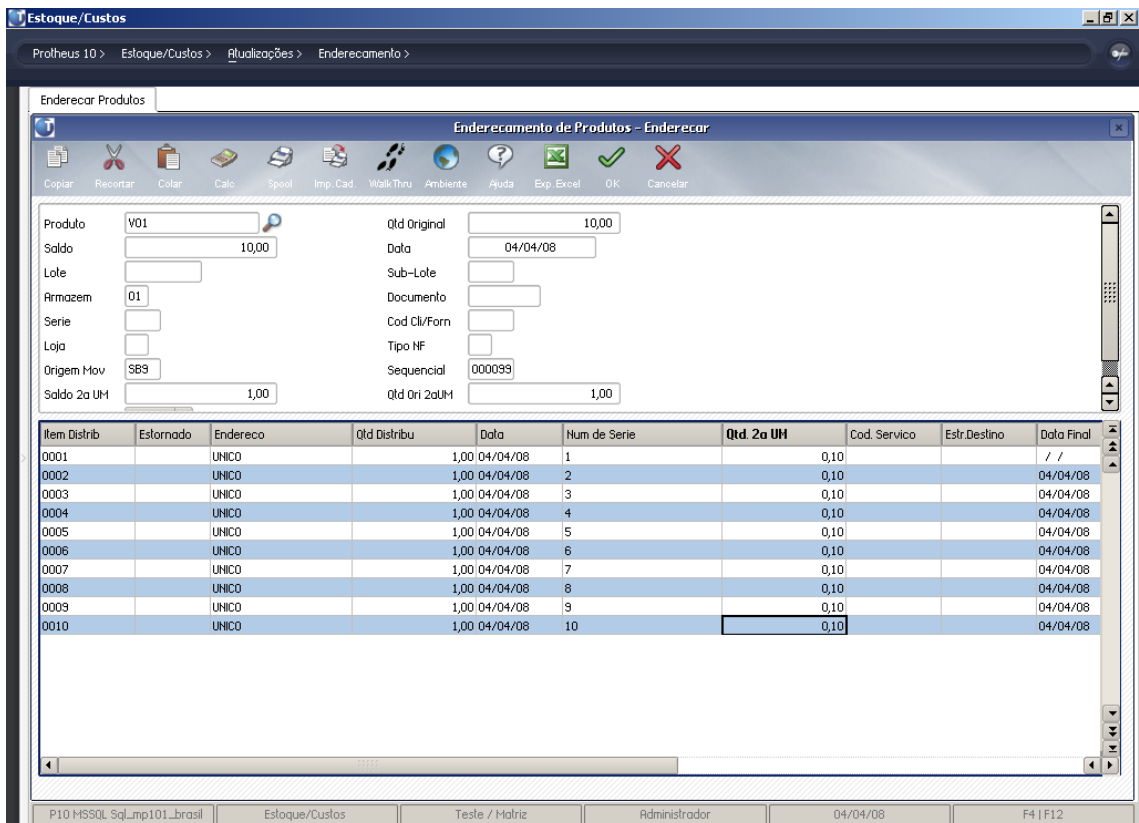 Estoque/Custos
Protheus 10 > Estoque/Custos > Atualizações > Enderecamento >
Enderecar Produtos
Enderecamento de Produtos - Enderecar
Copiar Recortar Colar Calc Spool Imp.Cad. WalkThru Ambiente Ajuda Exp.Excel OK Cancelar
Produto V01 Qtd Original 10,00
Saldo 10,00 Data 04/04/08
Lote Sub-Lote
Armazem 01 Documento
Serie Cod Cli/Forn
Loja Tipo NF
Origem Mov SB9 Sequencial 000099
Saldo 2a UM 1,00 Qtd Ori 2aUM 1,00
Item Distrib Estornado Endereco Qtd Distribu Data Num de Serie Qtd. 2a UM Cod. Servico Estr.Destino Data Final
0001 UNICO 1,00 04/04/08 1 0,10 / /
0002 UNICO 1,00 04/04/08 2 0,10 04/04/08
0003 UNICO 1,00 04/04/08 3 0,10 04/04/08
0004 UNICO 1,00 04/04/08 4 0,10 04/04/08
0005 UNICO 1,00 04/04/08 5 0,10 04/04/08
0006 UNICO 1,00 04/04/08 6 0,10 04/04/08
0007 UNICO 1,00 04/04/08 7 0,10 04/04/08
0008 UNICO 1,00 04/04/08 8 0,10 04/04/08
0009 UNICO 1,00 04/04/08 9 0,10 04/04/08
0010 UNICO 1,00 04/04/08 10 0,10 04/04/08
P10 MSSQL Sql_mp101_brasil Estoque/Custos Teste / Matriz Administrador 04/04/08 F4 | F12